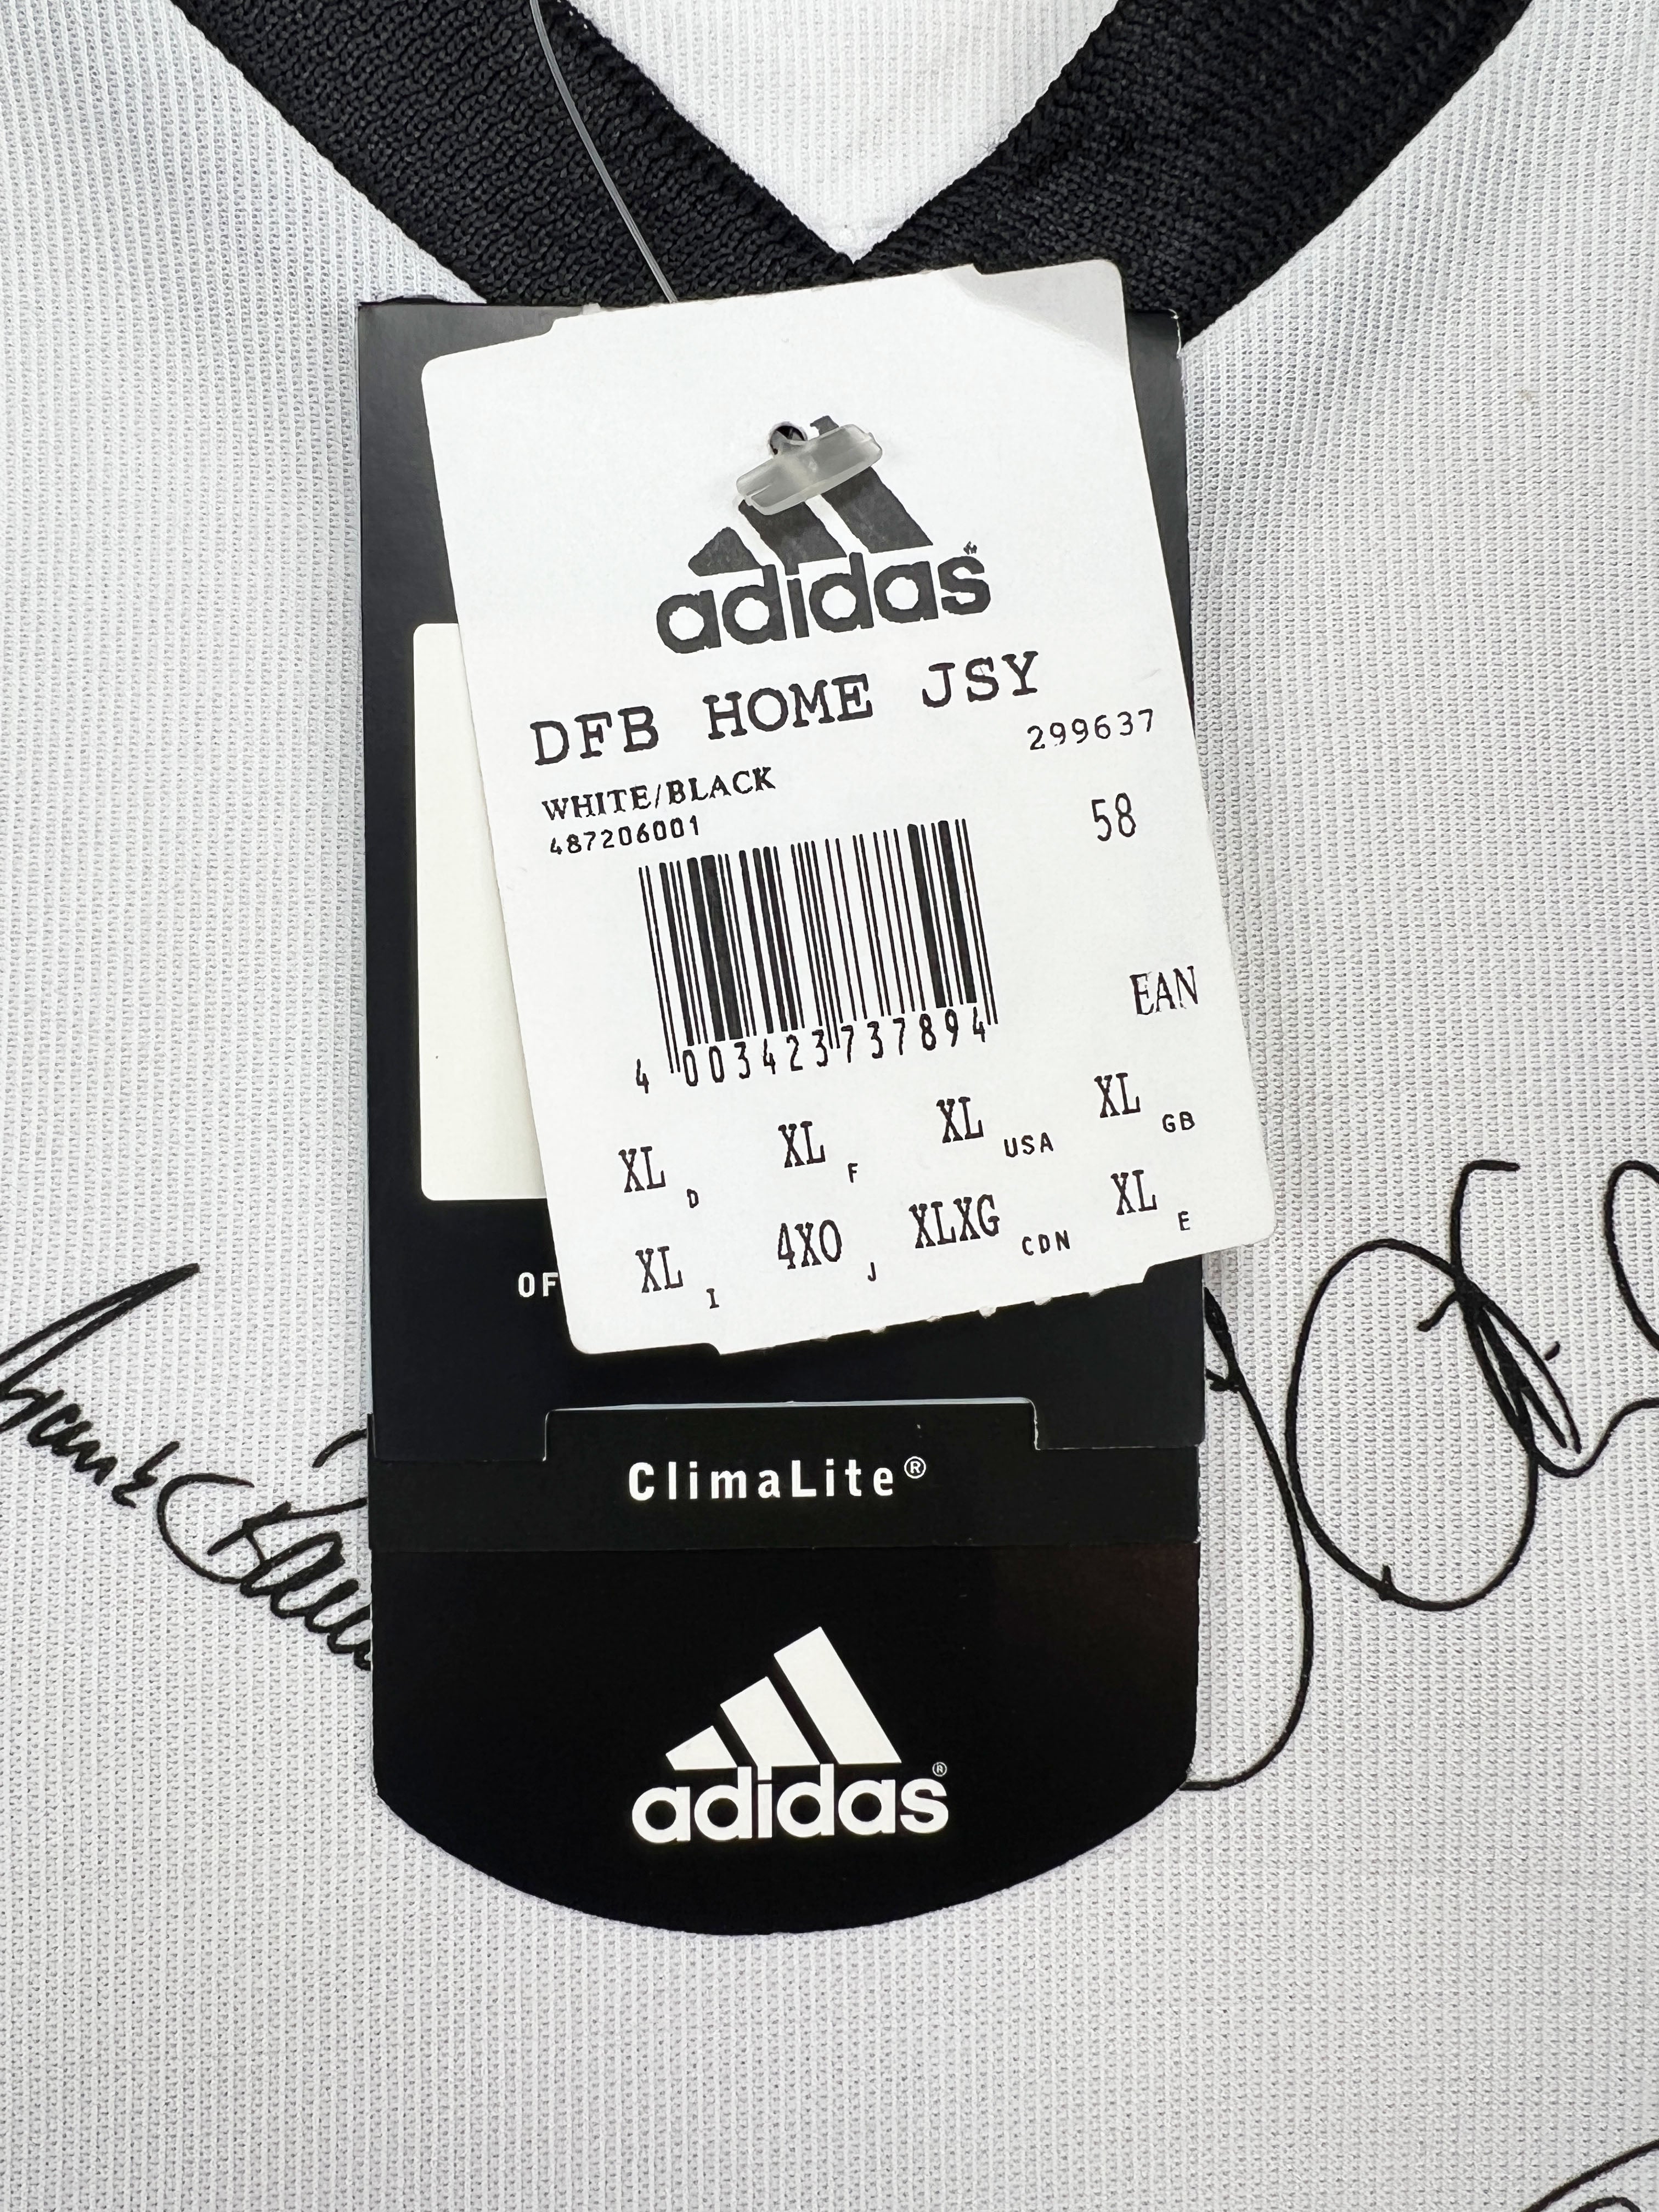 adidas
DFB HOME JSY
299637
WHITE/BLACK
487206001
58
4 003423 737894
EAN
XL D XL F XL USA XL GB
XL I 4XO J XLXG CDN XL E
OF
ClimaLite®
adidas®